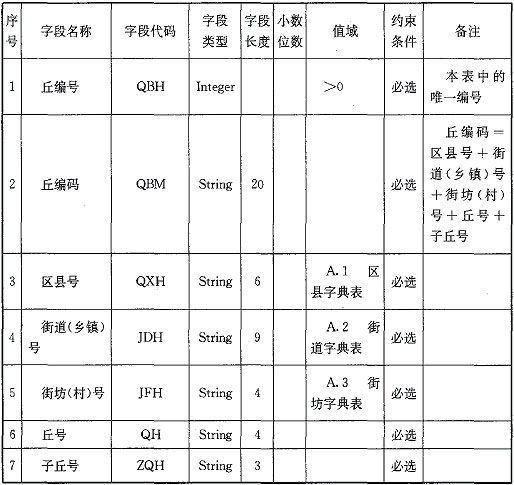 序号 字段名称 字段代码 字段类型 字段长度 小数位数 值域 约束条件 备注
1 丘编号 QBH Integer >0 必选 本表中的唯一编号
2 丘编码 QBM String 20 必选 丘编码=区县号+街道(乡镇)号+街坊(村)号+丘号+子丘号
3 区县号 QXH String 6 A.1 区县字典表 必选
4 街道(乡镇)号 JDH String 9 A.2 街道字典表 必选
5 街坊(村)号 JFH String 4 A.3 街坊字典表 必选
6 丘号 QH String 4 必选
7 子丘号 ZQH String 3 必选